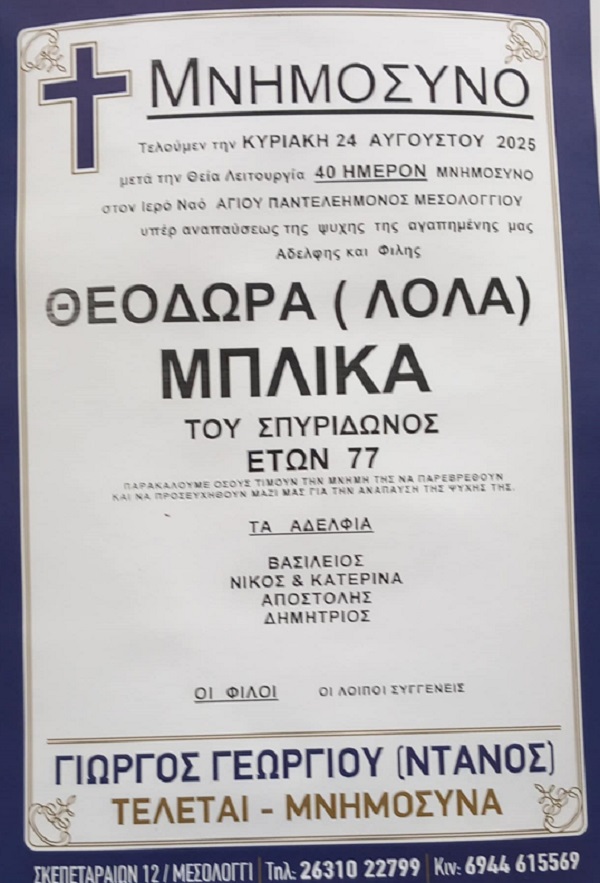 ΜΝΗΜΟΣΥΝΟ
Τελούμεν την ΚΥΡΙΑΚΗ 24 ΑΥΓΟΥΣΤΟΥ 2025
μετά την Θεία Λειτουργία 40 ΗΜΕΡΟΝ ΜΝΗΜΟΣΥΝΟ
στον Ιερό Ναό ΑΓΙΟΥ ΠΑΝΤΕΛΕΗΜΟΝΟΣ ΜΕΣΟΛΟΓΓΙΟΥ
υπέρ αναπαύσεως της ψυχης της αγαπημένης μας
Αδελφης και Φιλης
ΘΕΟΔΩΡΑ ( ΛΟΛΑ)
ΜΠΛΙΚΑ
ΤΟΥ ΣΠΥΡΙΔΩΝΟΣ
ΕΤΩΝ 77
ΠΑΡΑΚΑΛΟΥΜΕ ΟΣΟΥΣ ΤΙΜΟΥΝ ΤΗΝ ΜΝΗΜΗ ΤΗΣ ΝΑ ΠΑΡΕΒΡΕΘΟΥΝ
ΚΑΙ ΝΑ ΠΡΟΣΕΥΧΗΘΟΥΝ ΜΑΖΙ ΜΑΣ ΓΙΑ ΤΗΝ ΑΝΑΠΑΥΣΗ ΤΗΣ ΨΥΧΗΣ ΤΗΣ.
ΤΑ ΑΔΕΛΦΙΑ
ΒΑΣΙΛΕΙΟΣ
ΝΙΚΟΣ & ΚΑΤΕΡΙΝΑ
ΑΠΟΣΤΟΛΗΣ
ΔΗΜΗΤΡΙΟΣ
ΟΙ ΦΙΛΟΙ ΟΙ ΛΟΙΠΟΙ ΣΥΓΓΕΝΕΙΣ
ΓΙΩΡΓΟΣ ΓΕΩΡΓΙΟΥ (ΝΤΑΝΟΣ)
ΤΕΛΕΤΑΙ - ΜΝΗΜΟΣΥΝΑ
ΣΚΕΠΕΤΑΡΑΙΩΝ 12 / ΜΕΣΟΛΟΓΓΙ | Τηλ: 26310 22799 | Κιν: 6944 615569